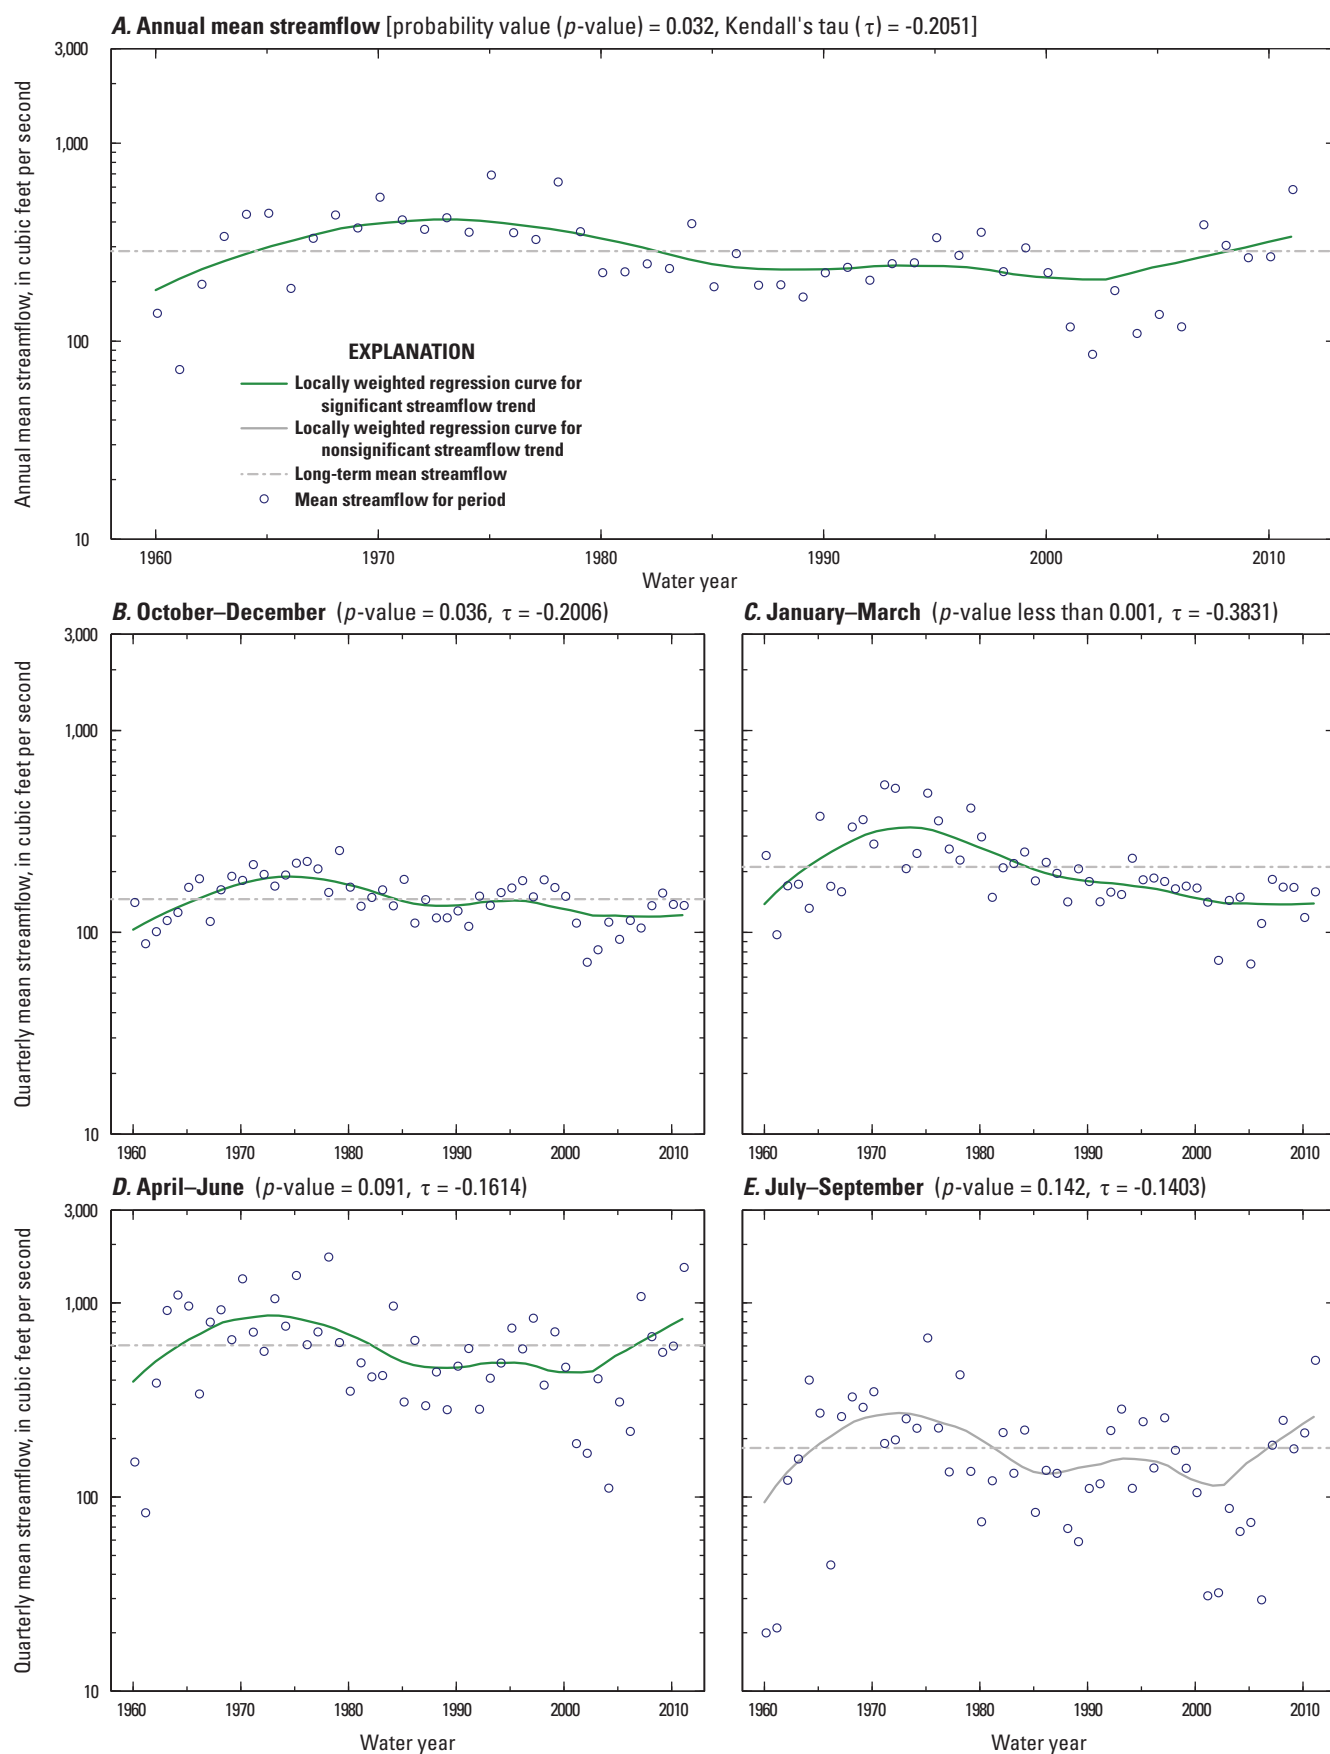 A. Annual mean streamflow [probability value (p-value) = 0.032, Kendall's tau (τ) = -0.2051]
Annual mean streamflow, in cubic feet per second
3,000
1,000
100
10
EXPLANATION
Locally weighted regression curve for
significant streamflow trend
Locally weighted regression curve for
nonsignificant streamflow trend
Long-term mean streamflow
Mean streamflow for period
1960 1970 1980 1990 2000 2010
Water year
B. October–December (p-value = 0.036, τ = -0.2006)
Quarterly mean streamflow, in cubic feet per second
3,000
1,000
100
10
1960 1970 1980 1990 2000 2010
C. January–March (p-value less than 0.001, τ = -0.3831)
1960 1970 1980 1990 2000 2010
D. April–June (p-value = 0.091, τ = -0.1614)
Quarterly mean streamflow, in cubic feet per second
3,000
1,000
100
10
1960 1970 1980 1990 2000 2010
Water year
E. July–September (p-value = 0.142, τ = -0.1403)
1960 1970 1980 1990 2000 2010
Water year